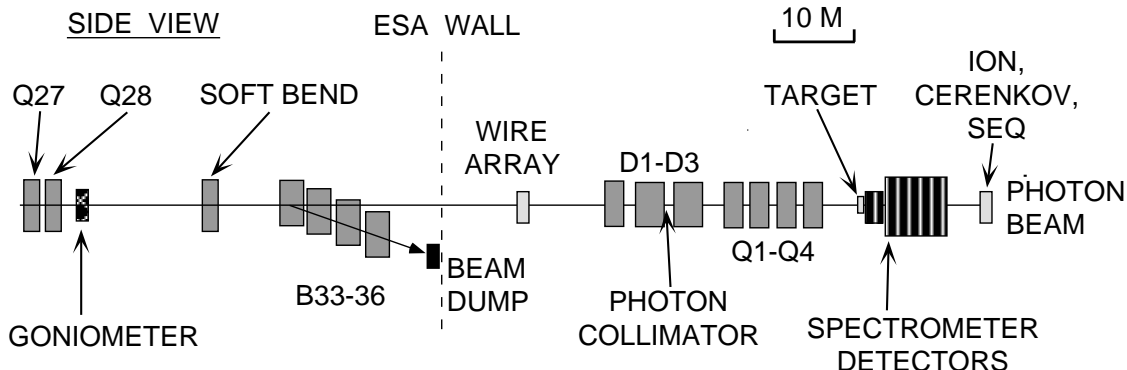 SIDE VIEW
ESA WALL
10 M
Q27
Q28
SOFT BEND
WIRE
ARRAY
D1-D3
TARGET
ION,
CERENKOV,
SEQ
PHOTON
BEAM
GONIOMETER
B33-36
BEAM
DUMP
PHOTON
COLLIMATOR
Q1-Q4
SPECTROMETER
DETECTORS